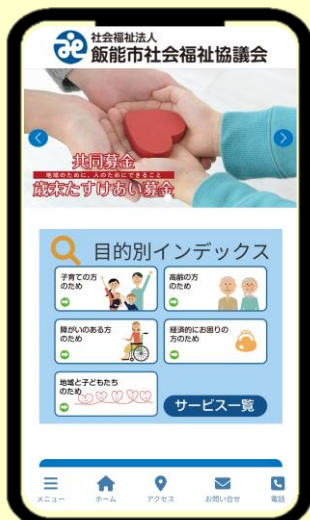 社会福祉法人
飯能市社会福祉協議会
共同募金
地域のために、人のためにできること
歳末たすけあい募金
目的別インデックス
子育ての方
のため
高齢の方
のため
障がいのある方
のため
経済的にお困りの
方のため
地域と子どもたち
のため
サービス一覧
メニュー
ホーム
アクセス
お問い合せ
電話